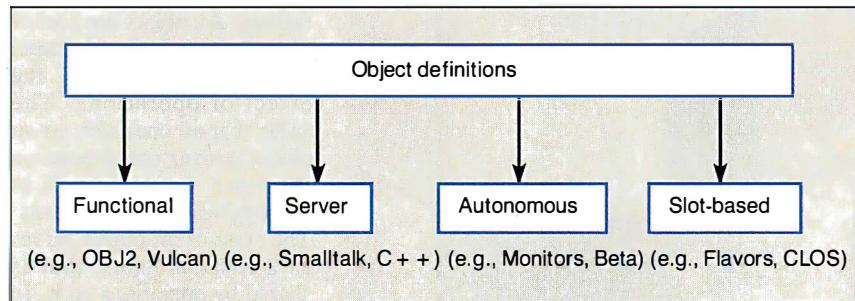 Object definitions
Functional Server Autonomous Slot-based
(e.g., OBJ2, Vulcan) (e.g., Smalltalk, C + +) (e.g., Monitors, Beta) (e.g., Flavors, CLOS)